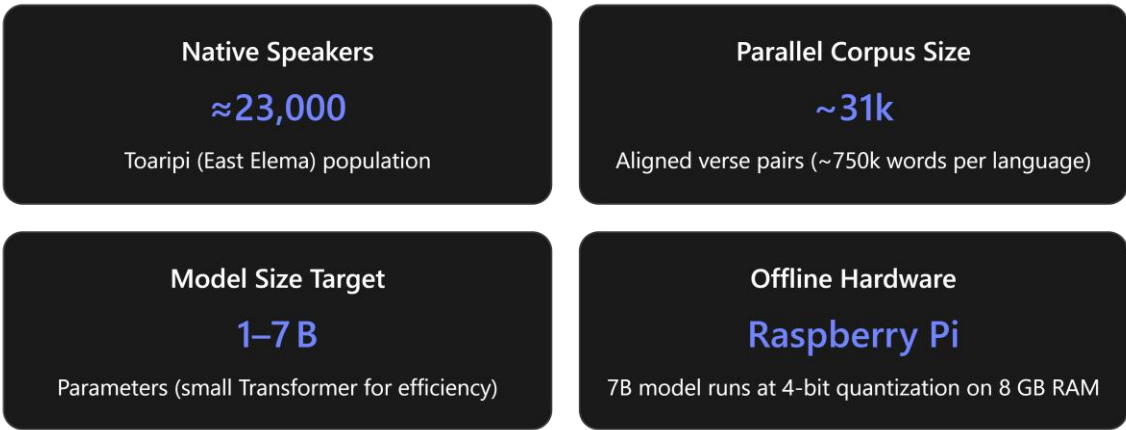 Native Speakers
≈23,000
Toaripi (East Elema) population
Parallel Corpus Size
~31k
Aligned verse pairs (~750k words per language)
Model Size Target
1–7 B
Parameters (small Transformer for efficiency)
Offline Hardware
Raspberry Pi
7B model runs at 4-bit quantization on 8 GB RAM